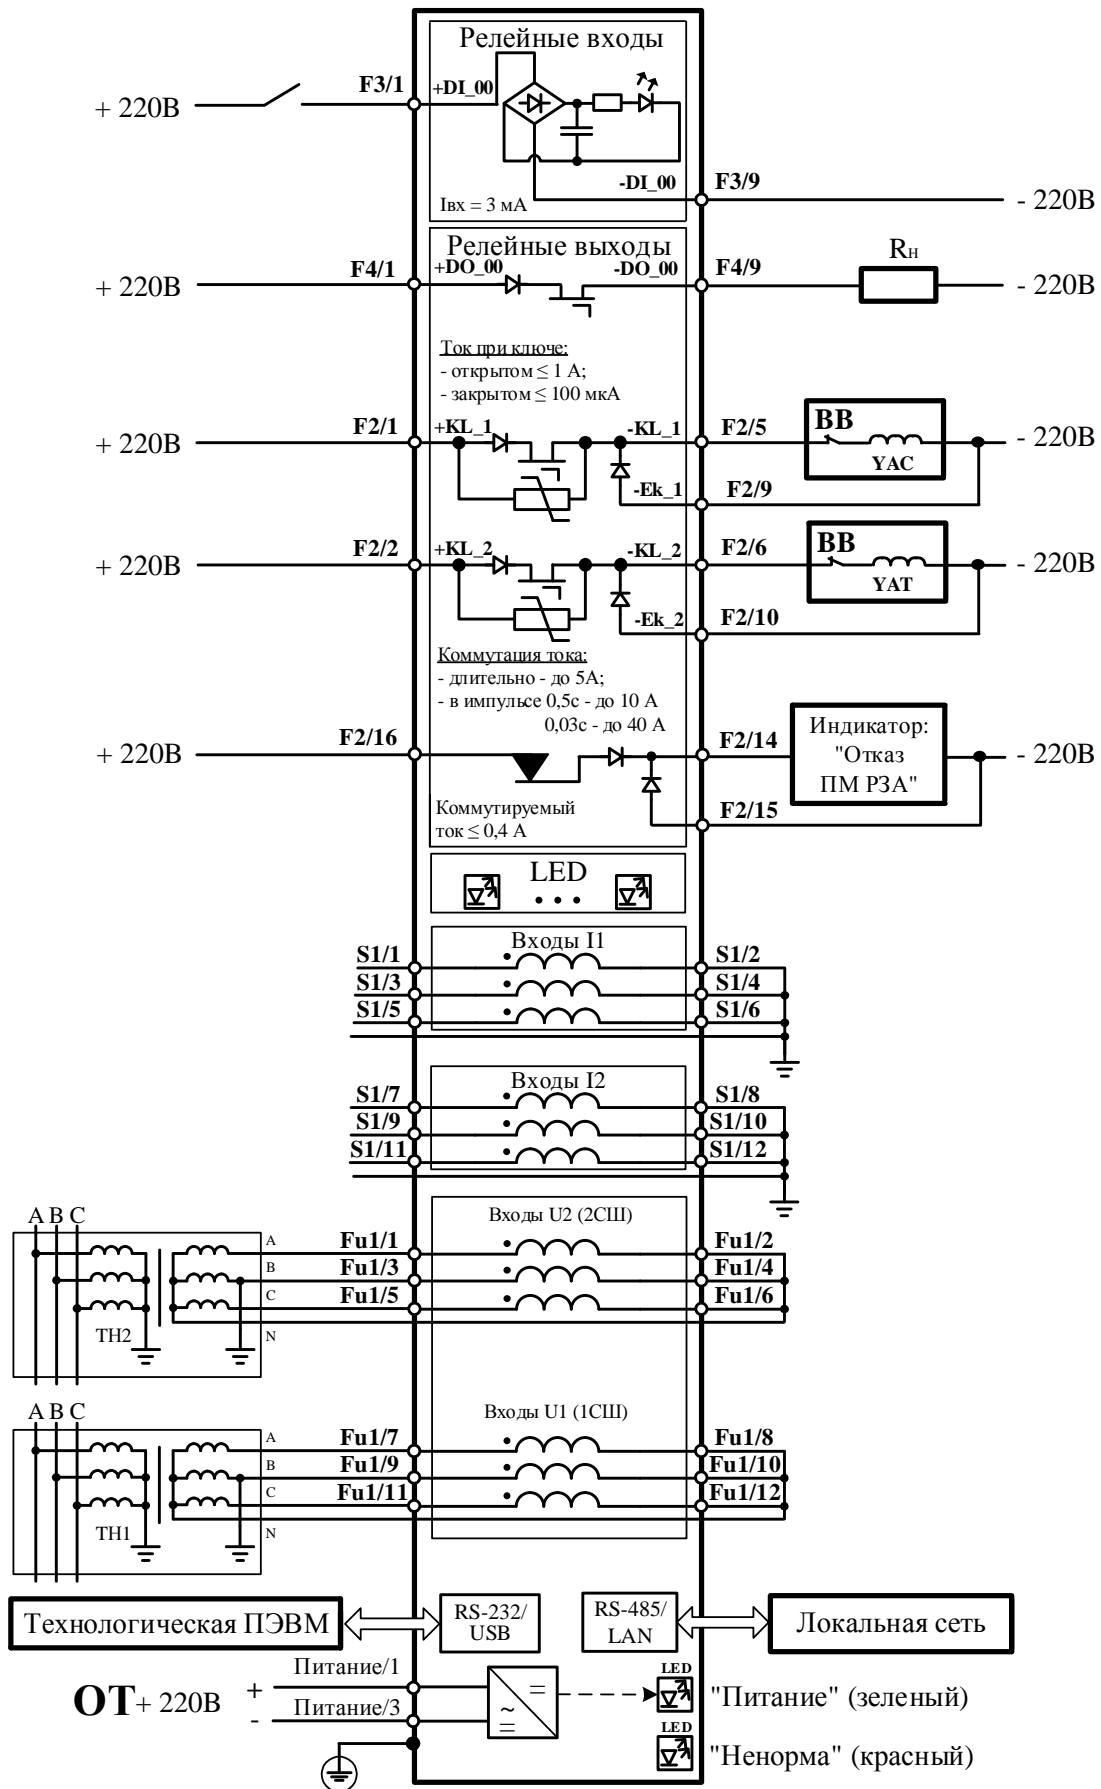 Релейные входы
+ 220В
F3/1
+DI_00
-DI_00
F3/9
- 220В
Iвх = 3 мА
Релейные выходы
+ 220В
F4/1
+DO_00
-DO_00
F4/9
Rн
- 220В
Ток при ключе:
- открытом ≤ 1 А;
- закрытом ≤ 100 мкА
+ 220В
F2/1
+KL_1
-KL_1
F2/5
ВВ
YAC
- 220В
-Ek_1
F2/9
+ 220В
F2/2
+KL_2
-KL_2
F2/6
ВВ
YAT
- 220В
-Ek_2
F2/10
Коммутация тока:
- длительно - до 5А;
- в импульсе 0,5с - до 10 А
0,03с - до 40 А
+ 220В
F2/16
F2/14
Индикатор:
"Отказ
ПМ РЗА"
- 220В
F2/15
Коммутируемый
ток ≤ 0,4 А
LED
Входы I1
S1/1
S1/2
S1/3
S1/4
S1/5
S1/6
Входы I2
S1/7
S1/8
S1/9
S1/10
S1/11
S1/12
Входы U2 (2СШ)
А В С
A
Fu1/1
Fu1/2
B
Fu1/3
Fu1/4
C
Fu1/5
Fu1/6
ТН2
N
Входы U1 (1СШ)
А В С
A
Fu1/7
Fu1/8
B
Fu1/9
Fu1/10
C
Fu1/11
Fu1/12
ТН1
N
Технологическая ПЭВМ
RS-232/
USB
RS-485/
LAN
Локальная сеть
ОТ + 220В
+
Питание/1
-
Питание/3
=
~
=
LED
"Питание" (зеленый)
LED
"Ненорма" (красный)